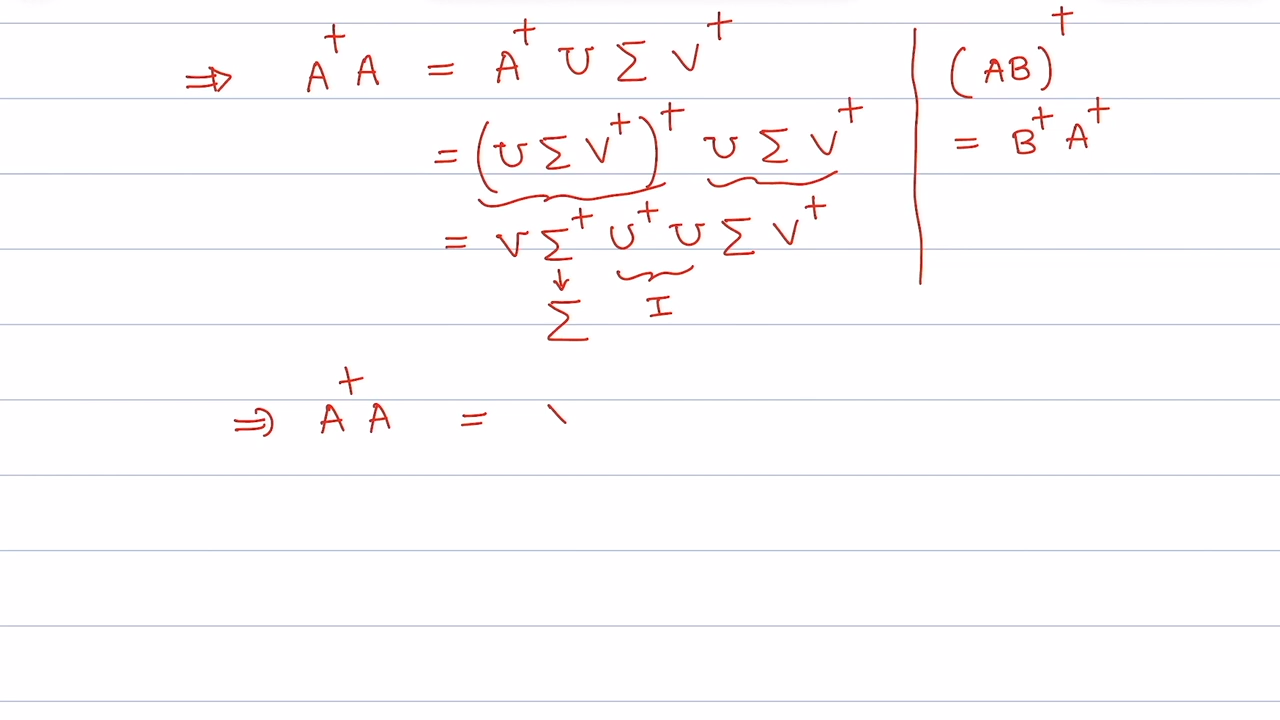 ⇒ A† A = A† U Σ V†
= (U Σ V†)† U Σ V†
= V Σ† U† U Σ V†
↓
Σ I
⇒ A† A = \
(AB)†
= B† A†